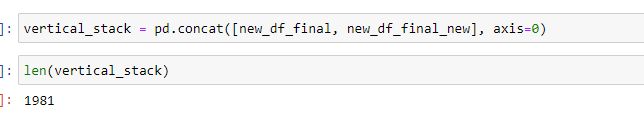 ]: vertical_stack = pd.concat([new_df_final, new_df_final_new], axis=0)
]: len(vertical_stack)
]: 1981